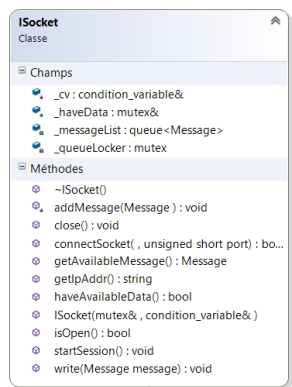 ISocket
Classe
Champs
_cv : condition_variable&
_haveData : mutex&
_messageList : queue<Message>
_queueLocker : mutex
Méthodes
~ISocket()
addMessage(Message ) : void
close() : void
connectSocket( , unsigned short port) : bo...
getAvailableMessage() : Message
getIpAddr() : string
haveAvailableData() : bool
ISocket(mutex& , condition_variable& )
isOpen() : bool
startSession() : void
write(Message message) : void